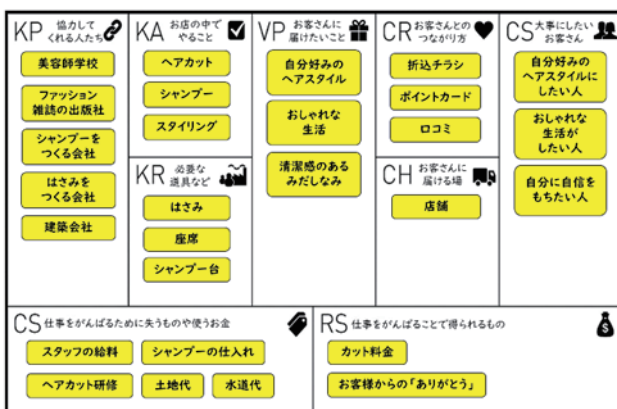 KP 協力して
くれる人たち
美容師学校
ファッション
雑誌の出版社
シャンプーを
つくる会社
はさみを
つくる会社
建築会社
KA お店の中で
やること
ヘアカット
シャンプー
スタイリング
KR 必要な
道具など
はさみ
座席
シャンプー台
VP お客さんに
届けたいこと
自分好みの
ヘアスタイル
おしゃれな
生活
清潔感のある
みだしなみ
CR お客さんとの
つながり方
折込チラシ
ポイントカード
口コミ
CH お客さんに
届ける場
店舗
CS 大事にしたい
お客さん
自分好みの
ヘアスタイルに
したい人
おしゃれな
生活が
したい人
自分に自信を
もちたい人
CS 仕事をがんばるために失うものや使うお金
スタッフの給料
シャンプーの仕入れ
ヘアカット研修
土地代
水道代
RS 仕事をがんばることで得られるもの
カット料金
お客様からの「ありがとう」
$